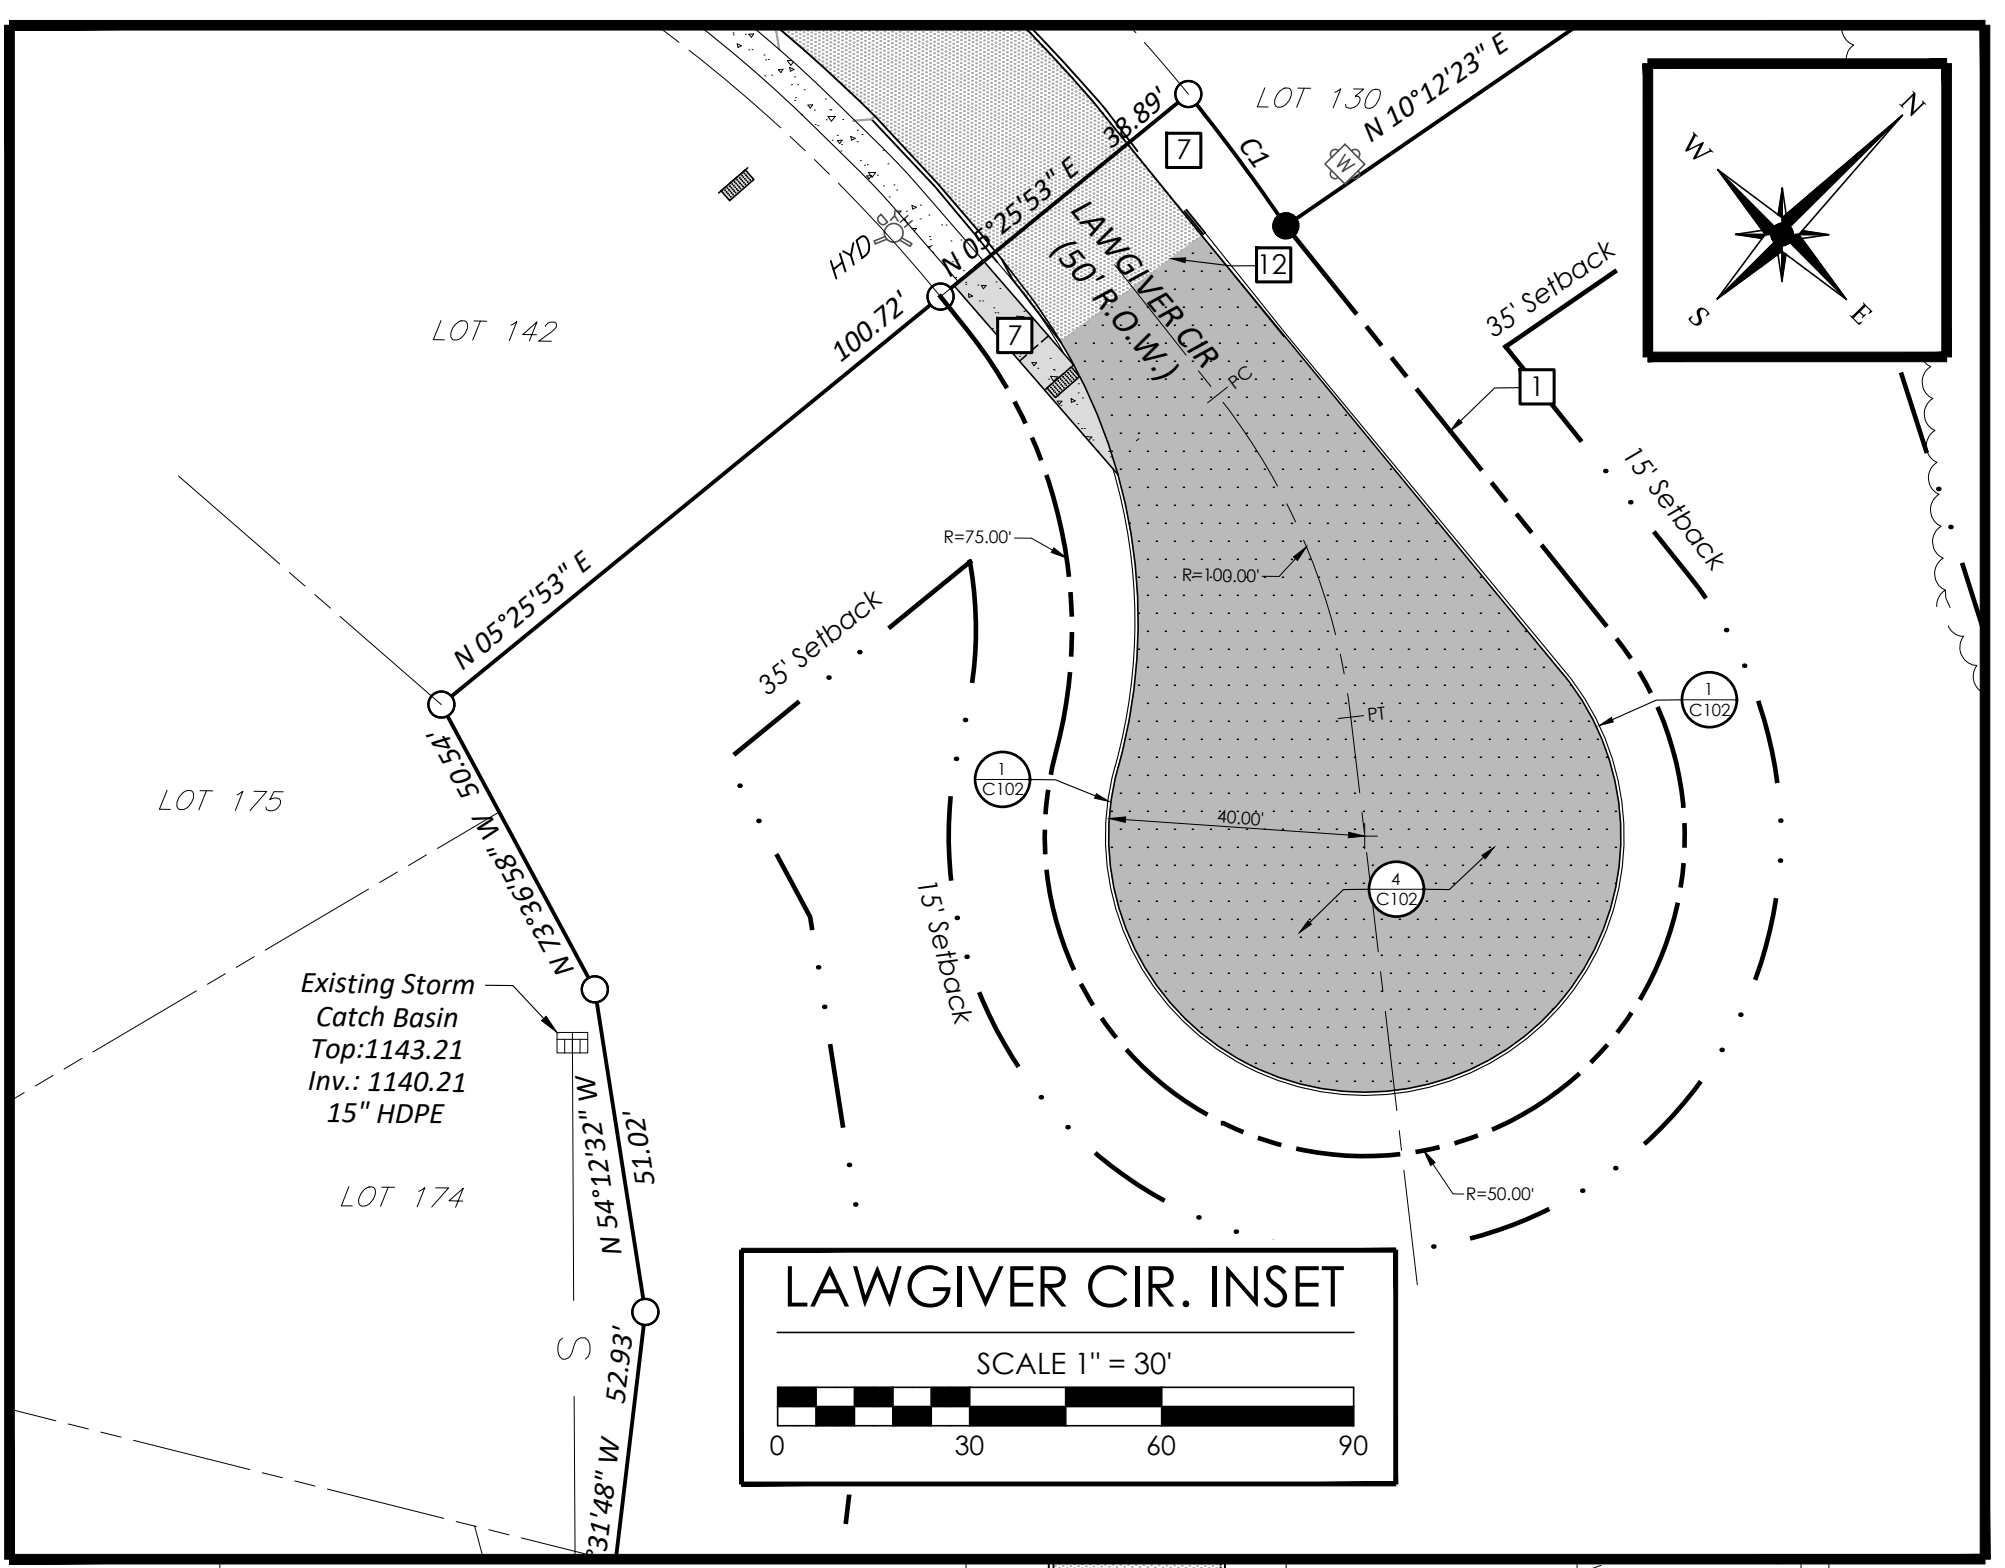 LOT 130
N 10°12'23" E
38.89'
7
C1
W
N
W
S
E
HYD
N 05°25'53" E
LAWGIVER CIR
(50' R.O.W.)
12
35' Setback
LOT 142
100.72'
7
PC
1
15' Setback
R=75.00'
R=100.00'
N 05°25'53" E
35' Setback
PT
1
C102
50.54'
N 73°36'58" W
LOT 175
1
C102
40.00'
4
C102
15' Setback
Existing Storm
Catch Basin
Top:1143.21
Inv.: 1140.21
15" HDPE
N 54°12'32" W
51.02'
LOT 174
R=50.00'
S
52.93'
°31'48" W
LAWGIVER CIR. INSET
SCALE 1" = 30'
0 30 60 90